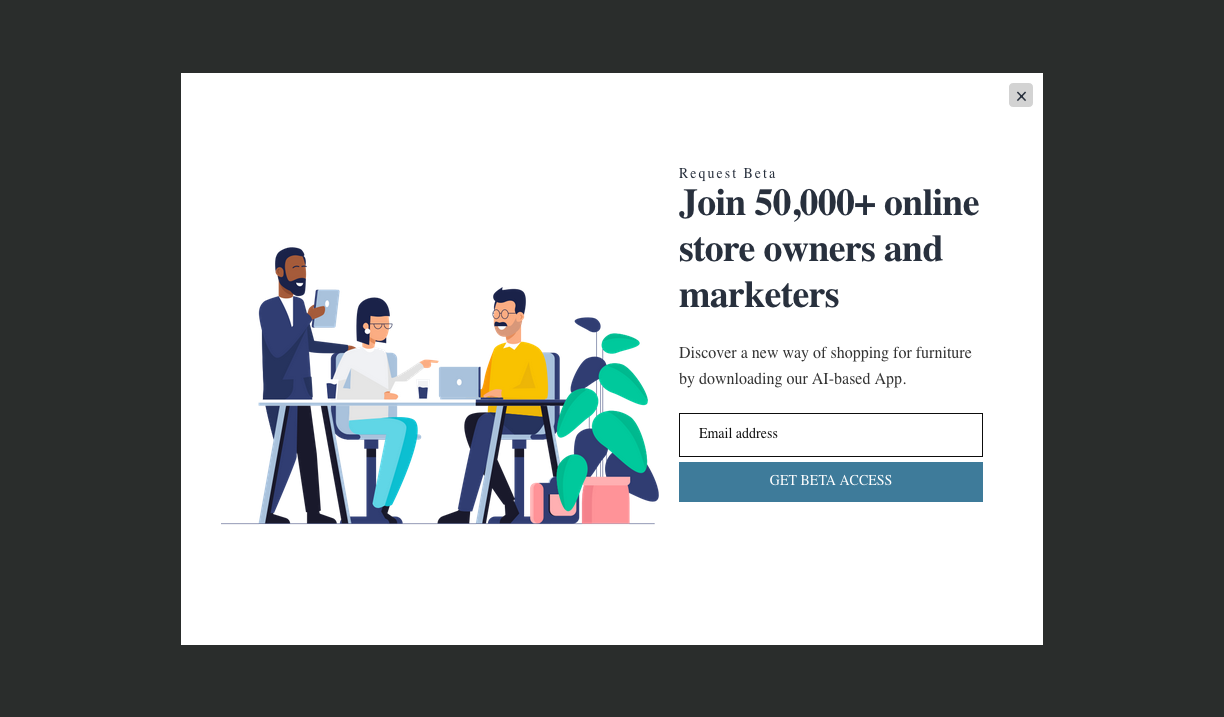 Request Beta
Join 50,000+ online
store owners and
marketers
Discover a new way of shopping for furniture
by downloading our AI-based App.
Email address
GET BETA ACCESS